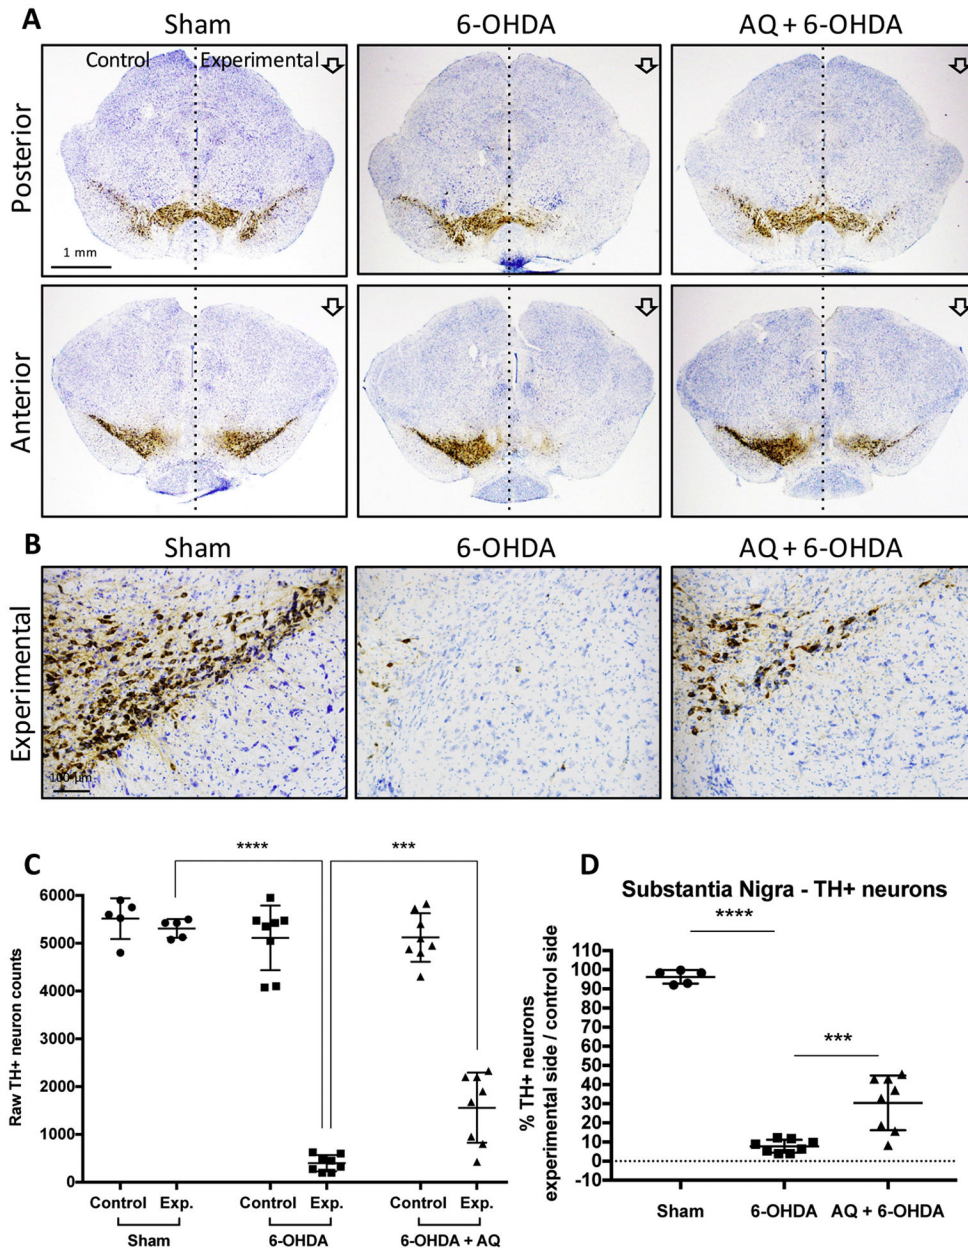 A
Sham
6-OHDA
AQ + 6-OHDA
Control
Experimental
Posterior
1 mm
Anterior
B
Sham
6-OHDA
AQ + 6-OHDA
Experimental
100 µm
C
****
***
Raw TH+ neuron counts
6000
5000
4000
3000
2000
1000
0
Control Exp. Control Exp. Control Exp.
Sham 6-OHDA 6-OHDA + AQ
D
Substantia Nigra - TH+ neurons
****
***
% TH+ neurons
experimental side / control side
110
100
90
80
70
60
50
40
30
20
10
0
-10
Sham 6-OHDA AQ + 6-OHDA